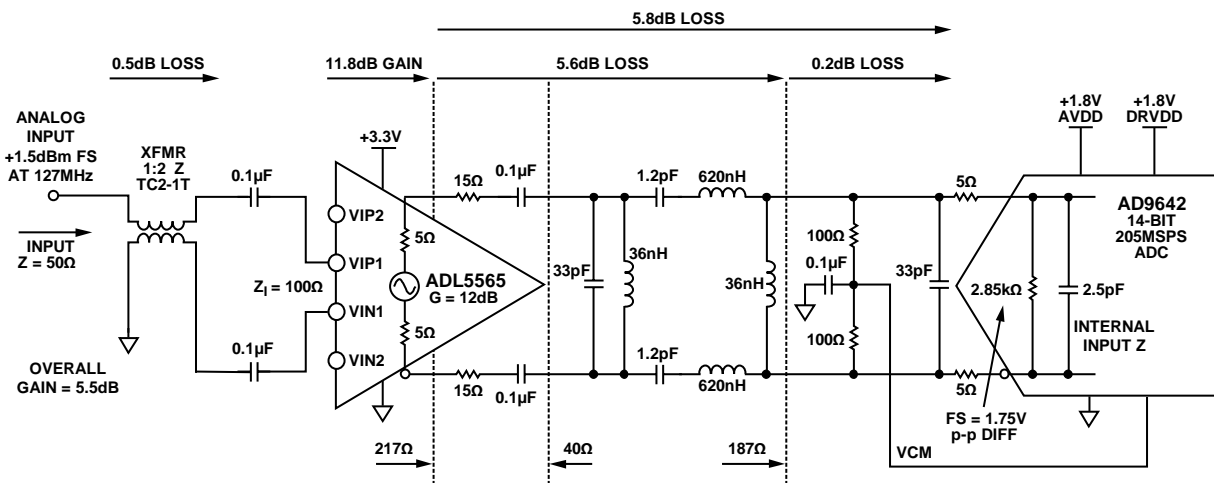 5.8dB LOSS
0.5dB LOSS
11.8dB GAIN
5.6dB LOSS
0.2dB LOSS
ANALOG
INPUT
+1.5dBm FS
AT 127MHz
XFMR
1:2 Z
TC2-1T
INPUT
Z = 50Ω
OVERALL
GAIN = 5.5dB
0.1µF
0.1µF
+3.3V
VIP2
VIP1
VIN1
VIN2
Z_I = 100Ω
5Ω
5Ω
ADL5565
G = 12dB
15Ω
0.1µF
15Ω
0.1µF
33pF
36nH
1.2pF
620nH
1.2pF
620nH
36nH
100Ω
0.1µF
100Ω
33pF
5Ω
5Ω
+1.8V
AVDD
+1.8V
DRVDD
AD9642
14-BIT
205MSPS
ADC
2.85kΩ
2.5pF
INTERNAL
INPUT Z
FS = 1.75V
p-p DIFF
217Ω
40Ω
187Ω
VCM